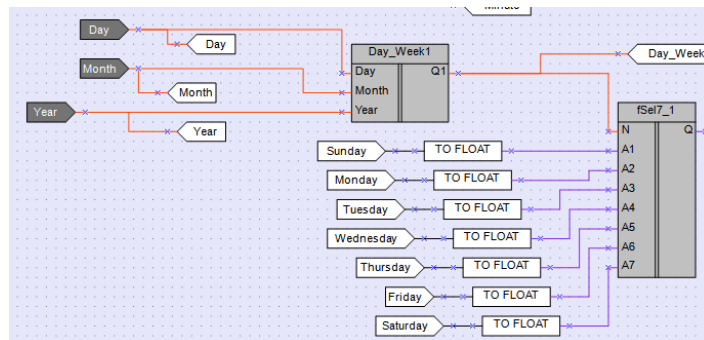 Minute
Day
Day
Month
Month
Year
Year
Day_Week1
Day Q1
Month
Year
Day_Week
fSel7_1
N Q
A1
A2
A3
A4
A5
A6
A7
Sunday TO FLOAT
Monday TO FLOAT
Tuesday TO FLOAT
Wednesday TO FLOAT
Thursday TO FLOAT
Friday TO FLOAT
Saturday TO FLOAT